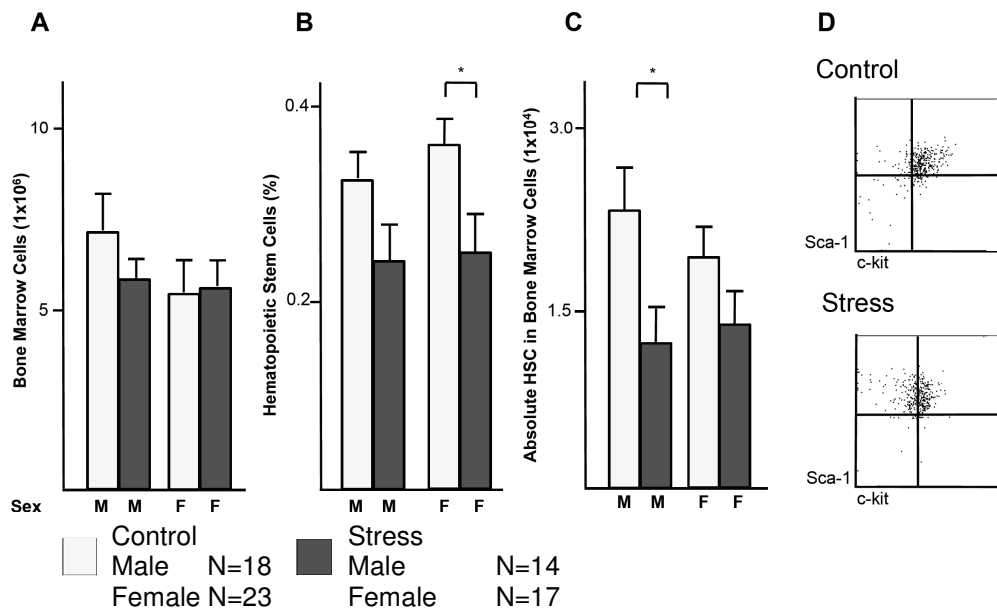 A
B
C
D
Bone Marrow Cells (1x10⁶)
10
5
Hematopoietic Stem Cells (%)
0.4
0.2
*
Absolute HSC in Bone Marrow Cells (1x10⁴)
3.0
1.5
*
Control
Sca-1
c-kit
Stress
Sca-1
c-kit
Sex M M F F M M F F M M F F
Control
Male N=18
Female N=23
Stress
Male N=14
Female N=17